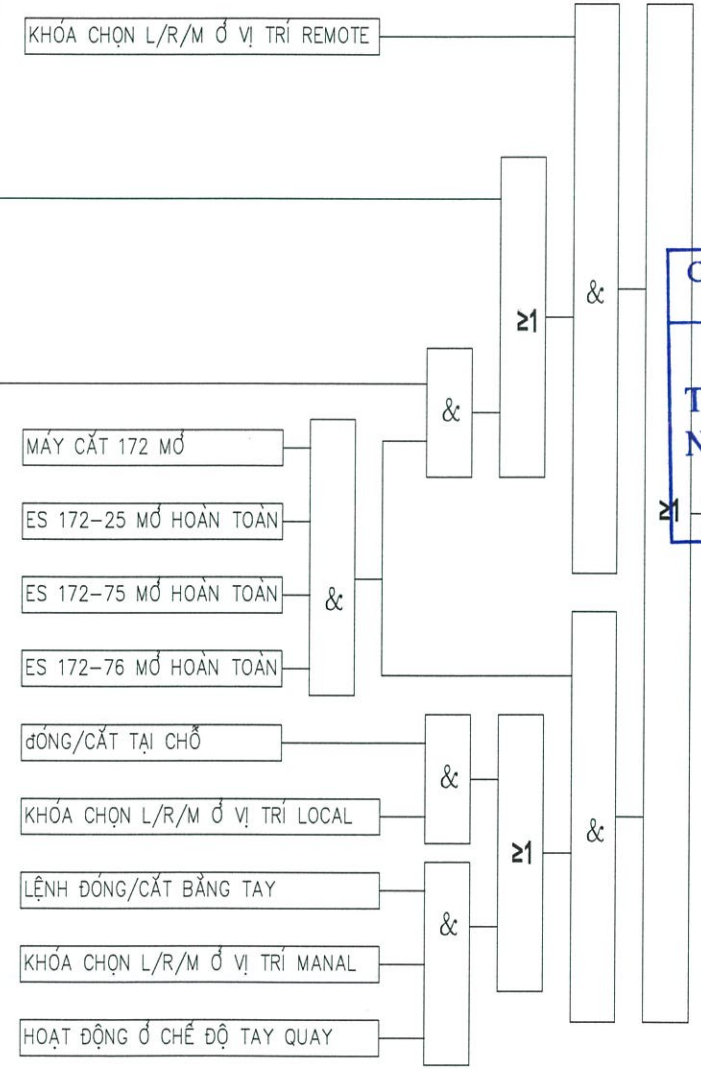 KHÓA CHỌN L/R/M Ở VỊ TRÍ REMOTE
≥1
&
&
MÁY CẮT 172 MỞ
ES 172-25 MỞ HOÀN TOÀN
ES 172-75 MỞ HOÀN TOÀN
ES 172-76 MỞ HOÀN TOÀN
&
≥1
đÓNG/CẮT TẠI CHỖ
KHÓA CHỌN L/R/M Ở VỊ TRÍ LOCAL
&
≥1
&
LỆNH ĐÓNG/CẮT BẰNG TAY
KHÓA CHỌN L/R/M Ở VỊ TRÍ MANAL
HOẠT ĐỘNG Ở CHẾ ĐỘ TAY QUAY
&